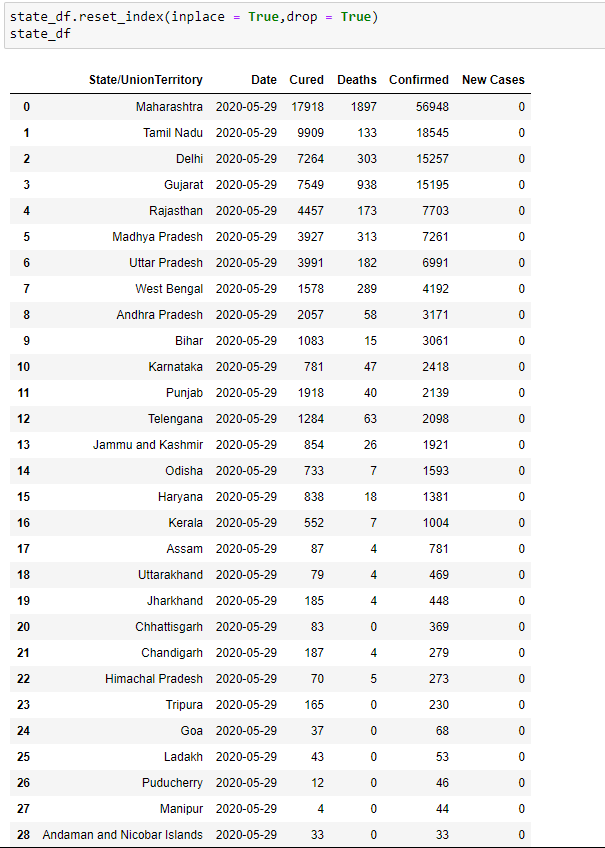 state_df.reset_index(inplace = True,drop = True)
state_df
State/UnionTerritory Date Cured Deaths Confirmed New Cases
0 Maharashtra 2020-05-29 17918 1897 56948 0
1 Tamil Nadu 2020-05-29 9909 133 18545 0
2 Delhi 2020-05-29 7264 303 15257 0
3 Gujarat 2020-05-29 7549 938 15195 0
4 Rajasthan 2020-05-29 4457 173 7703 0
5 Madhya Pradesh 2020-05-29 3927 313 7261 0
6 Uttar Pradesh 2020-05-29 3991 182 6991 0
7 West Bengal 2020-05-29 1578 289 4192 0
8 Andhra Pradesh 2020-05-29 2057 58 3171 0
9 Bihar 2020-05-29 1083 15 3061 0
10 Karnataka 2020-05-29 781 47 2418 0
11 Punjab 2020-05-29 1918 40 2139 0
12 Telengana 2020-05-29 1284 63 2098 0
13 Jammu and Kashmir 2020-05-29 854 26 1921 0
14 Odisha 2020-05-29 733 7 1593 0
15 Haryana 2020-05-29 838 18 1381 0
16 Kerala 2020-05-29 552 7 1004 0
17 Assam 2020-05-29 87 4 781 0
18 Uttarakhand 2020-05-29 79 4 469 0
19 Jharkhand 2020-05-29 185 4 448 0
20 Chhattisgarh 2020-05-29 83 0 369 0
21 Chandigarh 2020-05-29 187 4 279 0
22 Himachal Pradesh 2020-05-29 70 5 273 0
23 Tripura 2020-05-29 165 0 230 0
24 Goa 2020-05-29 37 0 68 0
25 Ladakh 2020-05-29 43 0 53 0
26 Puducherry 2020-05-29 12 0 46 0
27 Manipur 2020-05-29 4 0 44 0
28 Andaman and Nicobar Islands 2020-05-29 33 0 33 0